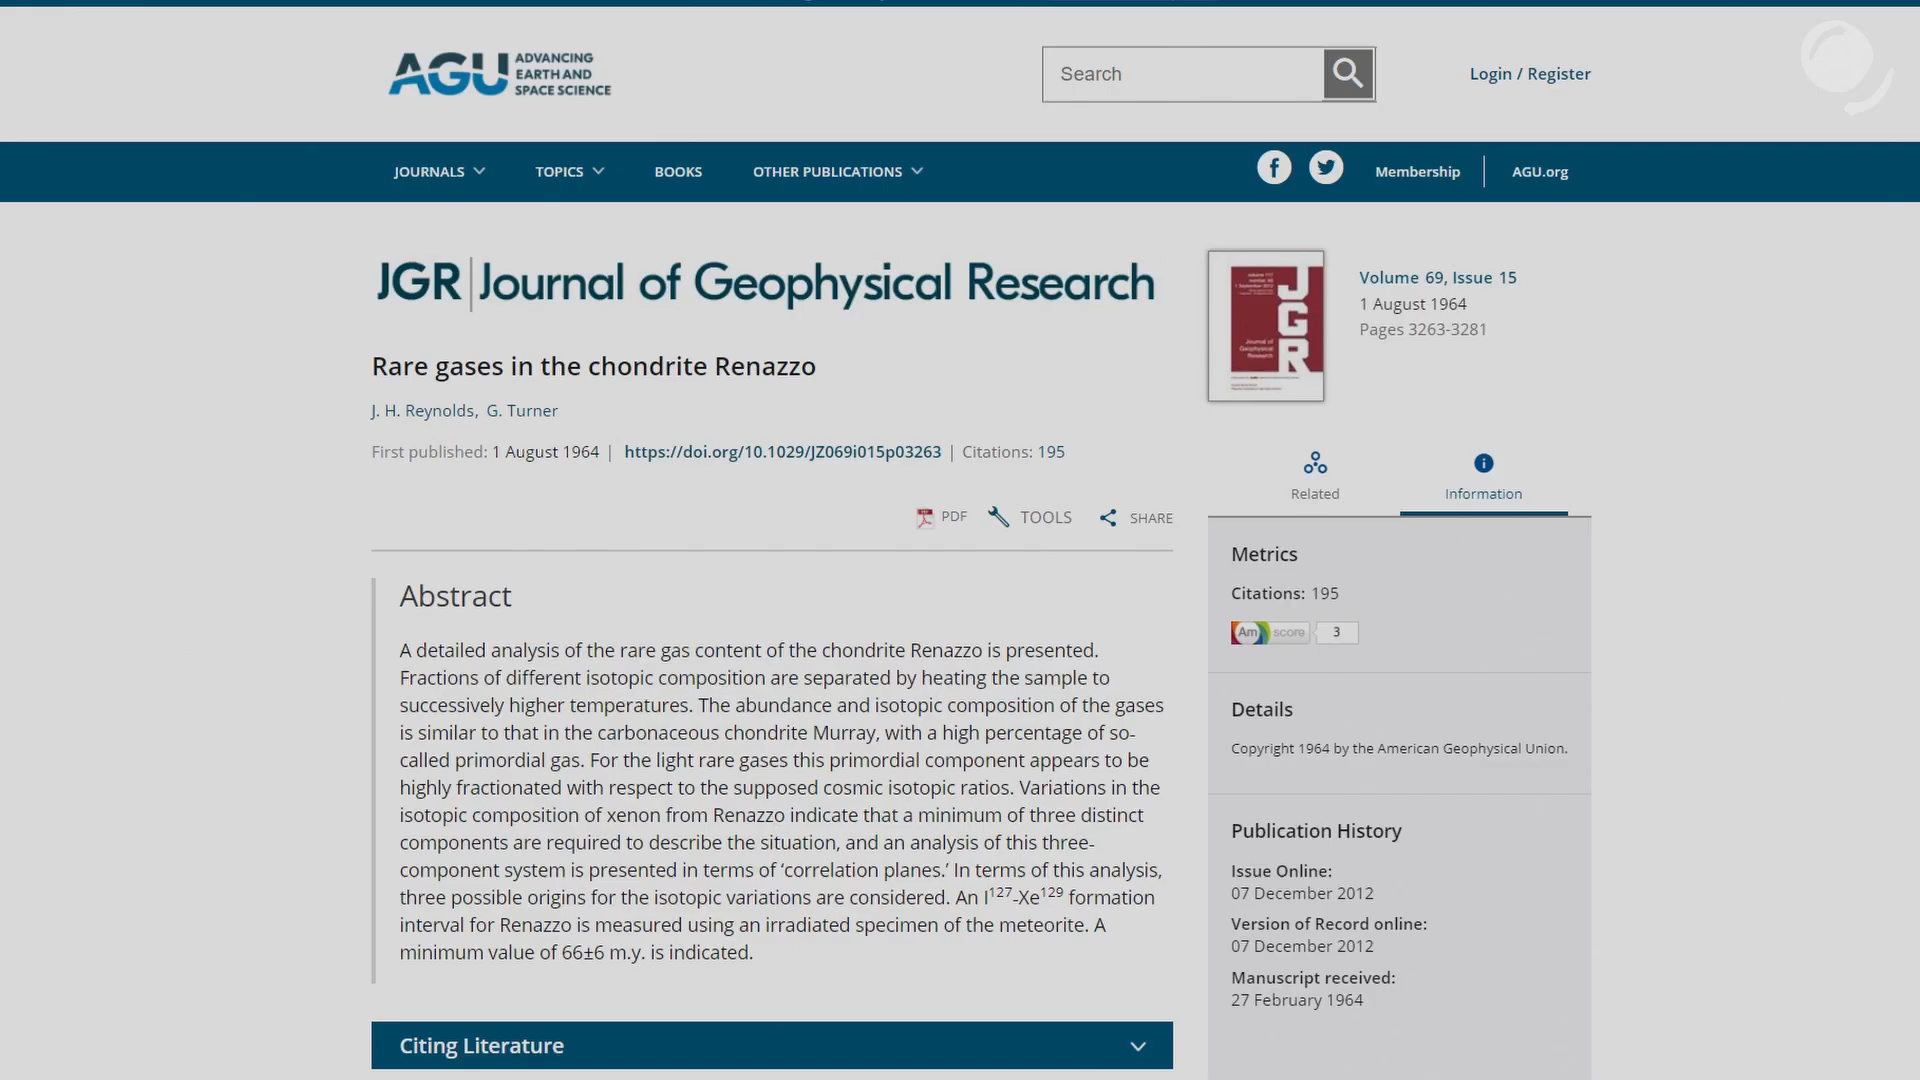 AGU ADVANCING
EARTH AND
SPACE SCIENCE
Search
Login / Register
JOURNALS
TOPICS
BOOKS
OTHER PUBLICATIONS
Membership
AGU.org
JGR Journal of Geophysical Research
Rare gases in the chondrite Renazzo
J. H. Reynolds, G. Turner
First published: 1 August 1964 | https://doi.org/10.1029/JZ069i015p03263 | Citations: 195
PDF
TOOLS
SHARE
Abstract
A detailed analysis of the rare gas content of the chondrite Renazzo is presented.
Fractions of different isotopic composition are separated by heating the sample to
successively higher temperatures. The abundance and isotopic composition of the gases
is similar to that in the carbonaceous chondrite Murray, with a high percentage of so-
called primordial gas. For the light rare gases this primordial component appears to be
highly fractionated with respect to the supposed cosmic isotopic ratios. Variations in the
isotopic composition of xenon from Renazzo indicate that a minimum of three distinct
components are required to describe the situation, and an analysis of this three-
component system is presented in terms of ‘correlation planes.’ In terms of this analysis,
three possible origins for the isotopic variations are considered. An I¹²⁷-Xe¹²⁹ formation
interval for Renazzo is measured using an irradiated specimen of the meteorite. A
minimum value of 66±6 m.y. is indicated.
Citing Literature
JGR
Journal of
Geophysical
Research
Volume 69, Issue 15
1 August 1964
Pages 3263-3281
Related
Information
Metrics
Citations: 195
Am score 3
Details
Copyright 1964 by the American Geophysical Union.
Publication History
Issue Online:
07 December 2012
Version of Record online:
07 December 2012
Manuscript received:
27 February 1964